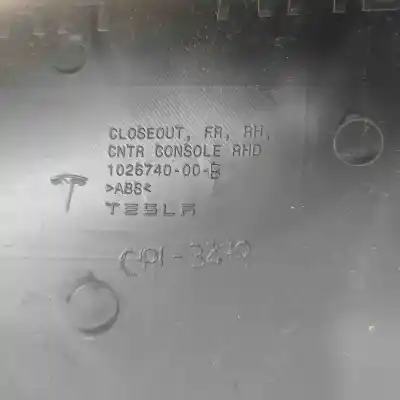 CLOSEOUT, FR, RH,
CNTR CONSOLE RHD
1026740-00-B
>ABS<
TESLA